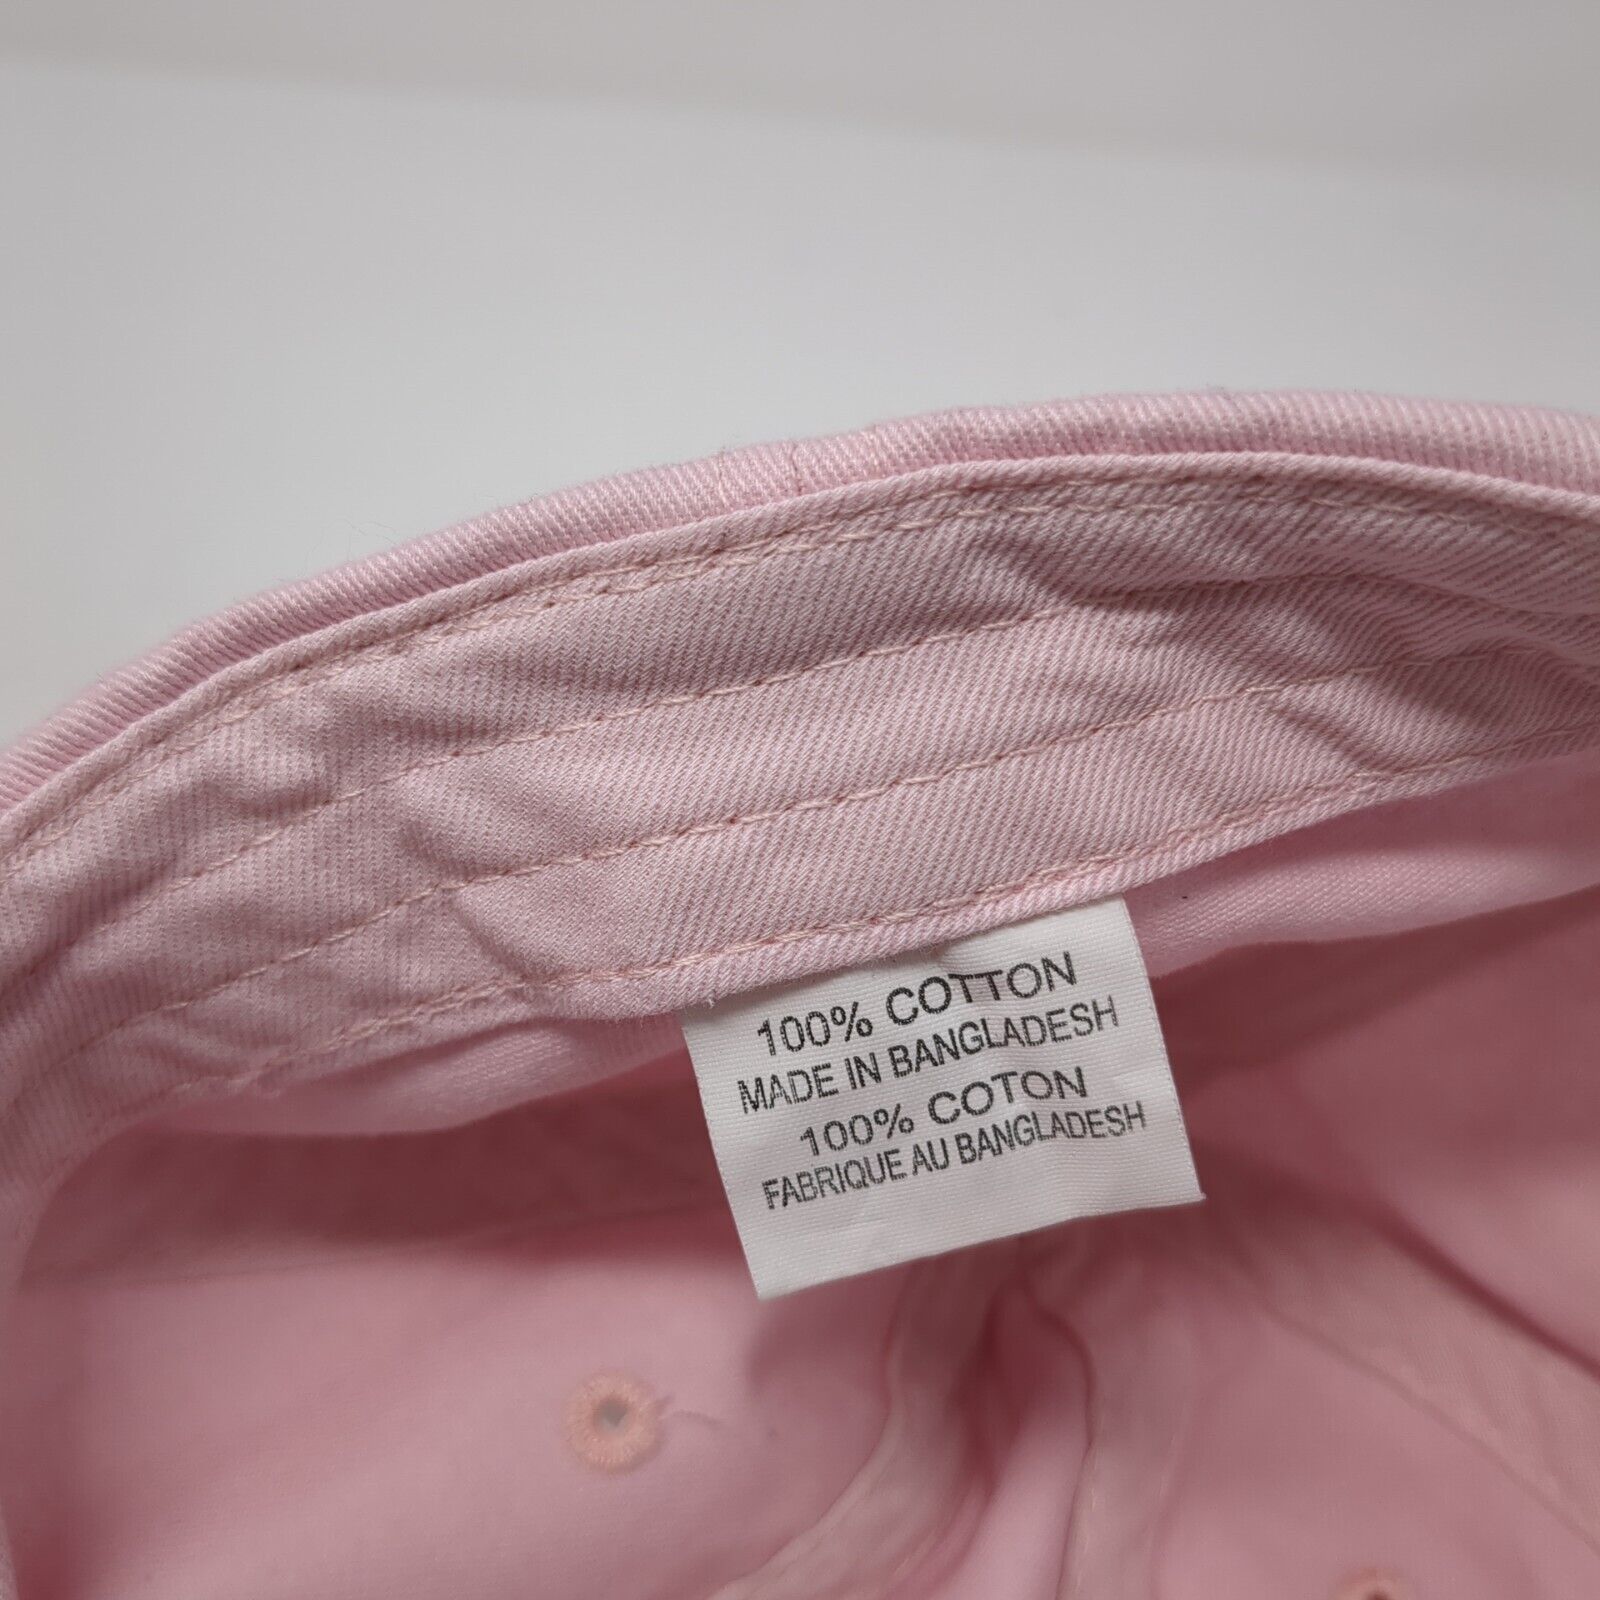 100% COTTON
MADE IN BANGLADESH
100% COTON
FABRIQUE AU BANGLADESH